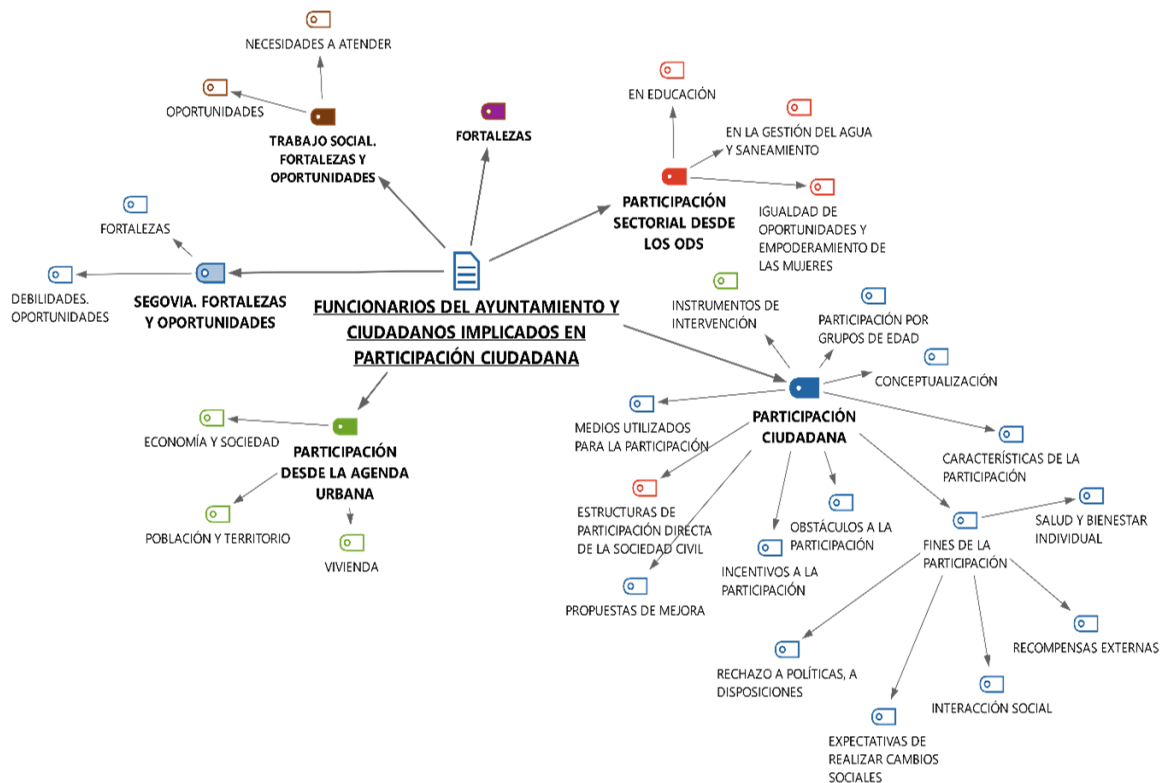 NECESIDADES A ATENDER
OPORTUNIDADES
TRABAJO SOCIAL.
FORTALEZAS Y
OPORTUNIDADES
FORTALEZAS
EN EDUCACIÓN
EN LA GESTIÓN DEL AGUA
Y SANEAMIENTO
PARTICIPACIÓN
SECTORIAL DESDE
LOS ODS
IGUALDAD DE
OPORTUNIDADES Y
EMPODERAMIENTO DE
LAS MUJERES
FORTALEZAS
DEBILIDADES.
OPORTUNIDADES
SEGOVIA. FORTALEZAS
Y OPORTUNIDADES
FUNCIONARIOS DEL AYUNTAMIENTO Y
CIUDADANOS IMPLICADOS EN
PARTICIPACIÓN CIUDADANA
INSTRUMENTOS DE
INTERVENCIÓN
PARTICIPACIÓN POR
GRUPOS DE EDAD
CONCEPTUALIZACIÓN
MEDIOS UTILIZADOS
PARA LA PARTICIPACIÓN
PARTICIPACIÓN
CIUDADANA
CARACTERÍSTICAS DE LA
PARTICIPACIÓN
ECONOMÍA Y SOCIEDAD
PARTICIPACIÓN
DESDE LA AGENDA
URBANA
POBLACIÓN Y TERRITORIO
VIVIENDA
ESTRUCTURAS DE
PARTICIPACIÓN DIRECTA
DE LA SOCIEDAD CIVIL
OBSTÁCULOS A LA
PARTICIPACIÓN
INCENTIVOS A LA
PARTICIPACIÓN
PROPUESTAS DE MEJORA
FINES DE LA
PARTICIPACIÓN
SALUD Y BIENESTAR
INDIVIDUAL
RECOMPENSAS EXTERNAS
RECHAZO A POLÍTICAS, A
DISPOSICIONES
INTERACCIÓN SOCIAL
EXPECTATIVAS DE
REALIZAR CAMBIOS
SOCIALES